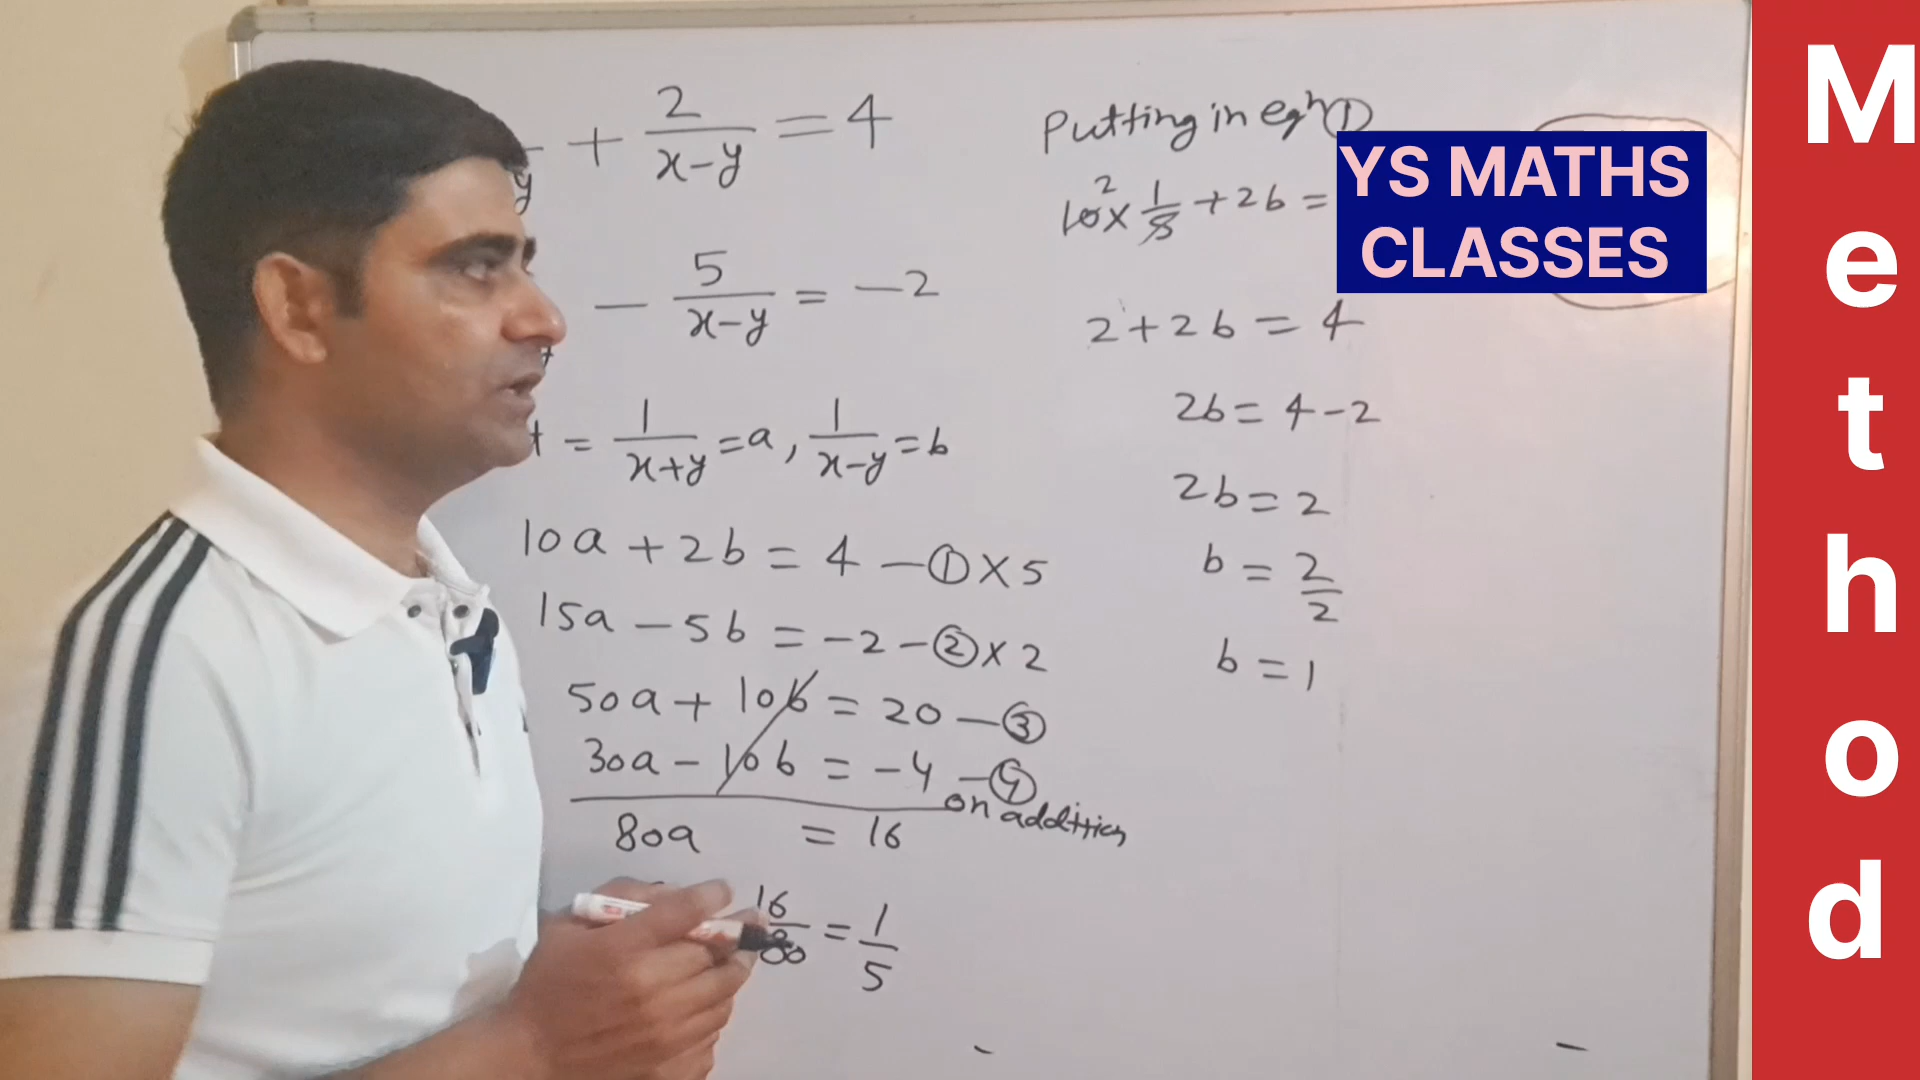 + 2/(x-y) = 4
y
- 5/(x-y) = -2
= 1/(x+y) = a, 1/(x-y) = b
10a + 2b = 4 - ① x 5
15a - 5b = -2 - ② x 2
50a + 10b = 20 - ③
30a - 10b = -4 - ④
on addition
80a = 16
16/80 = 1/5
Putting in eqn ①
2
10 x 1/5 + 2b =
2 + 2b = 4
2b = 4 - 2
2b = 2
b = 2/2
b = 1
YS MATHS
CLASSES
Method